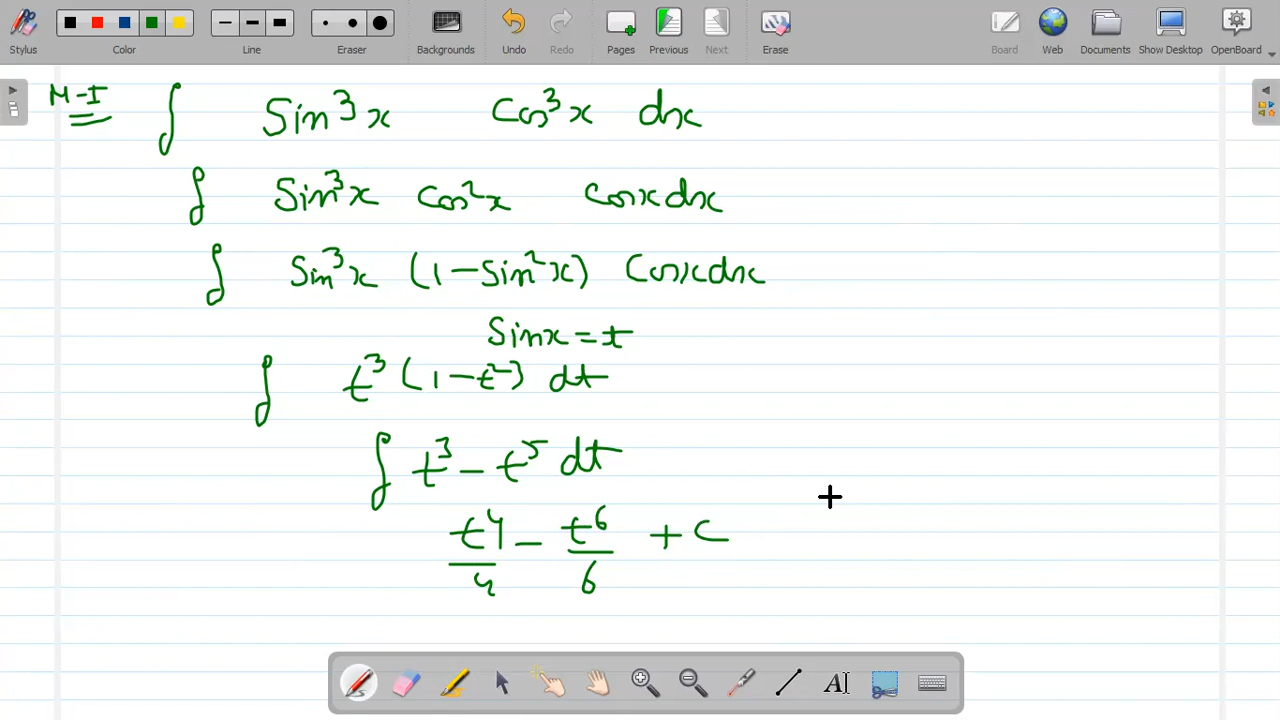 Stylus Color Line Eraser Backgrounds Undo Redo Pages Previous Next Erase Board Web Documents Show Desktop OpenBoard
M-I ∫ Sin³x Cos³x dx
∫ Sin³x Cos²x Cosxdx
∫ Sin³x (1-Sin²x) Cosxdx
Sinx = t
∫ t³ (1-t²) dt
∫ t³ - t⁵ dt
t⁴/4 - t⁶/6 + C
AI